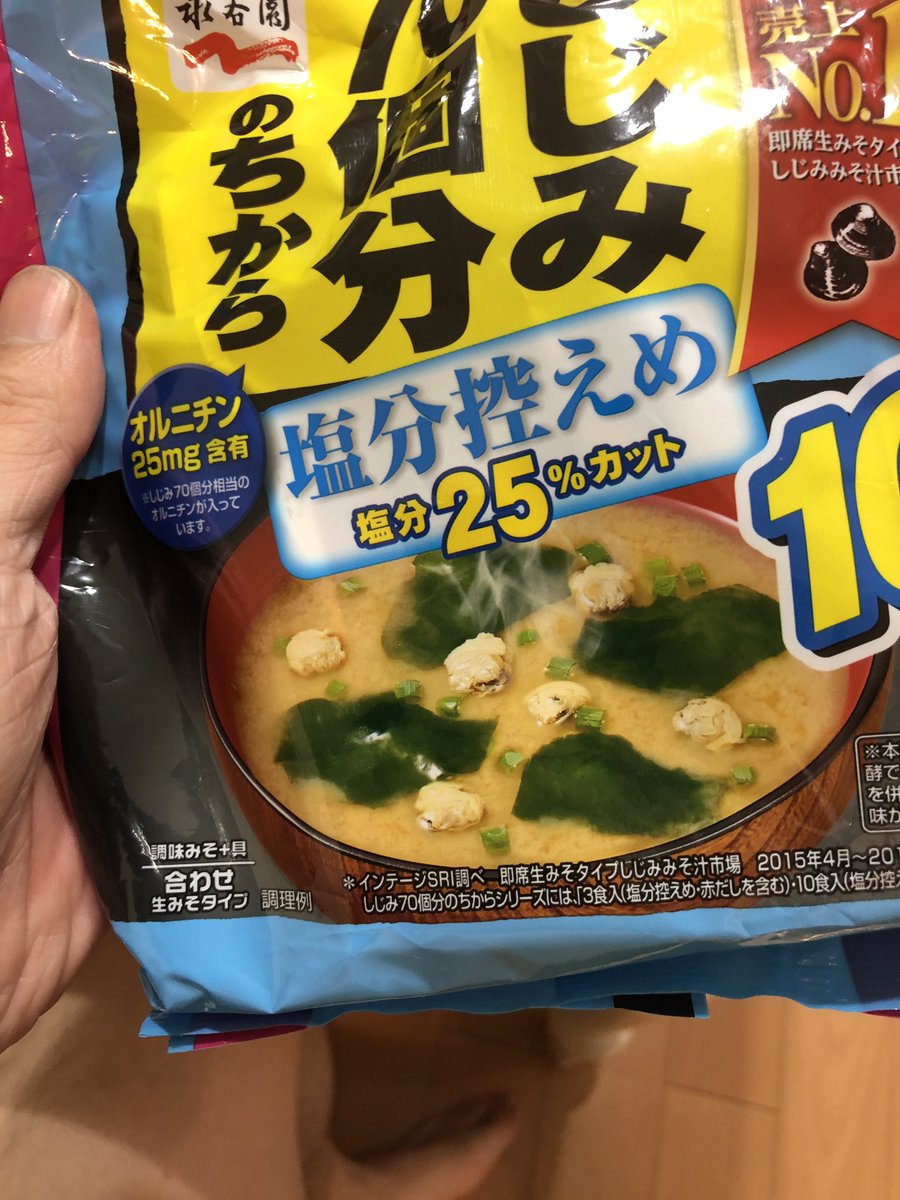 永谷園
しじみ
70個分
のちから
売上
No.1
即席生みそタイ
しじみみそ汁市
オルニチン
25mg 含有
※しじみ70個分相当の
オルニチンが入って
います。
塩分控えめ
塩分25%カット
10
調味みそ+具
合わせ
生みそタイプ
調理例
※本
酵で
を併
味か
＊インテージSRI調べ 即席生みそタイプしじみみそ汁市場 2015年4月～201
しじみ70個分のちからシリーズには、「3食入(塩分控えめ・赤だしを含む)・10食入(塩分控え